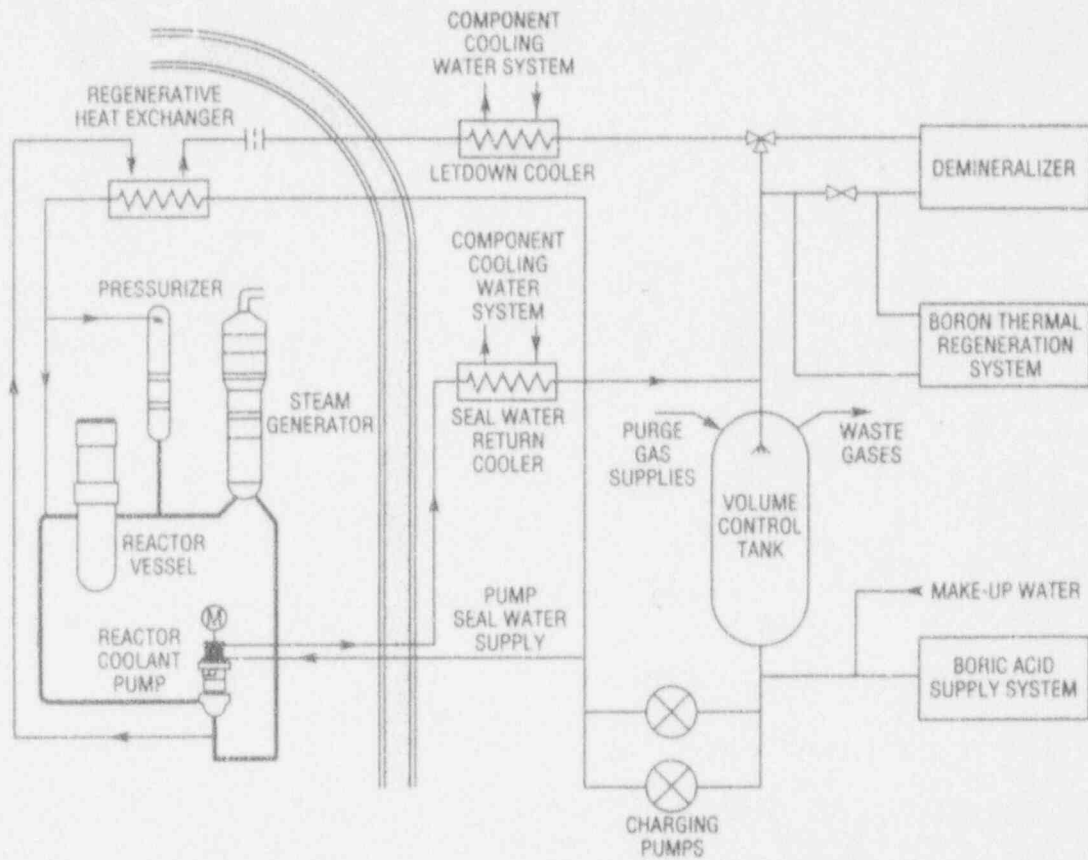 COMPONENT
COOLING
WATER SYSTEM
REGENERATIVE
HEAT EXCHANGER
LETDOWN COOLER
DEMINERALIZER
COMPONENT
COOLING
WATER
SYSTEM
PRESSURIZER
BORON THERMAL
REGENERATION
SYSTEM
STEAM
GENERATOR
SEAL WATER
RETURN
COOLER
PURGE
GAS
SUPPLIES
WASTE
GASES
VOLUME
CONTROL
TANK
REACTOR
VESSEL
PUMP
SEAL WATER
SUPPLY
MAKE-UP WATER
M
REACTOR
COOLANT
PUMP
BORIC ACID
SUPPLY SYSTEM
CHARGING
PUMPS